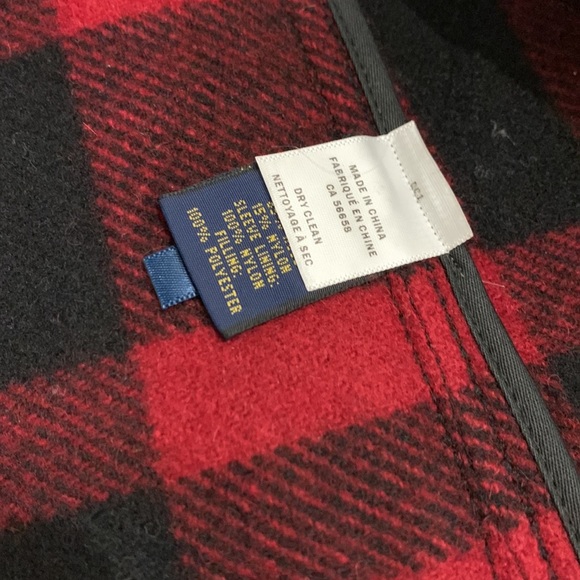 MADE IN CHINA
FABRIQUÉ EN CHINE
CA 56658
DRY CLEAN
NETTOYAGE À SEC
15% NYLON
SLEEVE LINING:
100% NYLON
FILLING:
100% POLYESTER